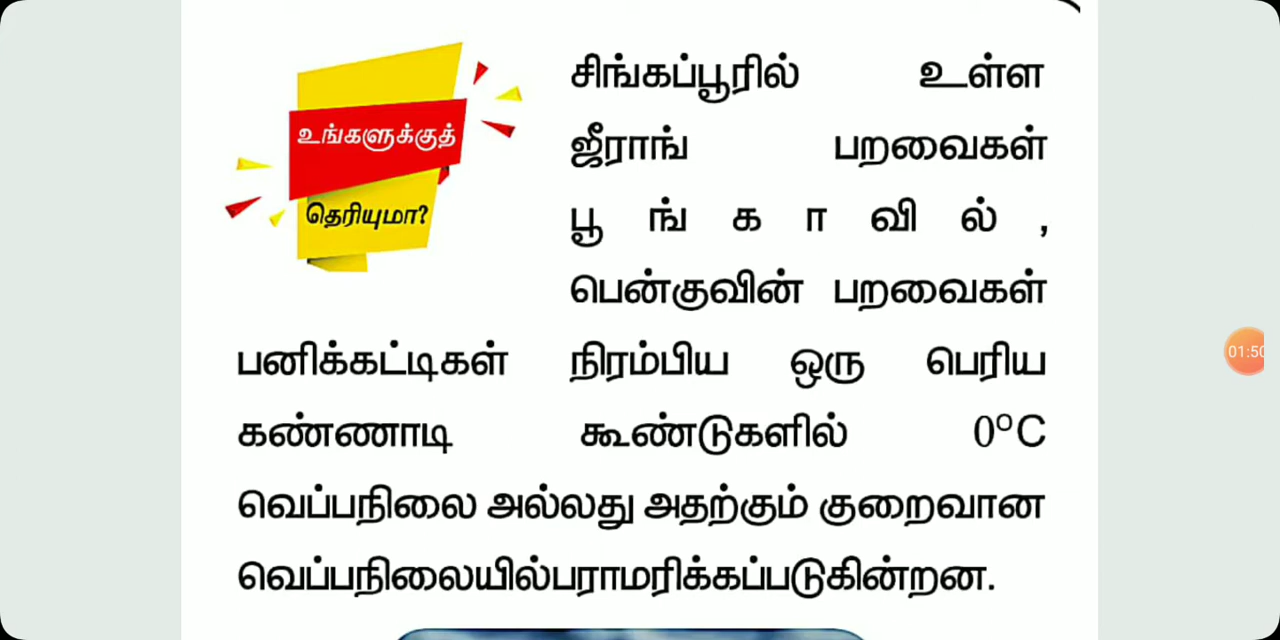 உங்களுக்குத்
தெரியுமா?
சிங்கப்பூரில் உள்ள
ஜீராங் பறவைகள்
பூங்காவில்,
பென்குவின் பறவைகள்
பனிக்கட்டிகள் நிரம்பிய ஒரு பெரிய
கண்ணாடி கூண்டுகளில் 0°C
வெப்பநிலை அல்லது அதற்கும் குறைவான
வெப்பநிலையில்பராமரிக்கப்படுகின்றன.
01:50